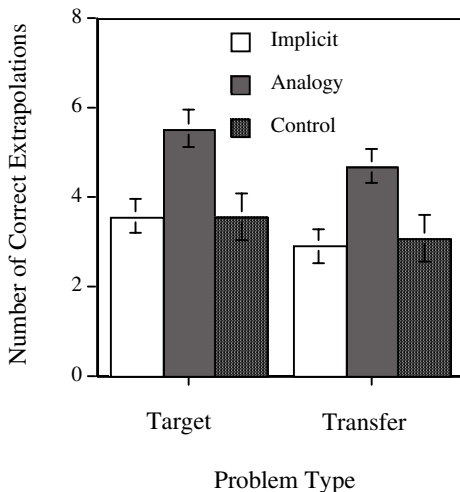 8
6
4
2
0
Number of Correct Extrapolations
Implicit
Analogy
Control
Target
Transfer
Problem Type